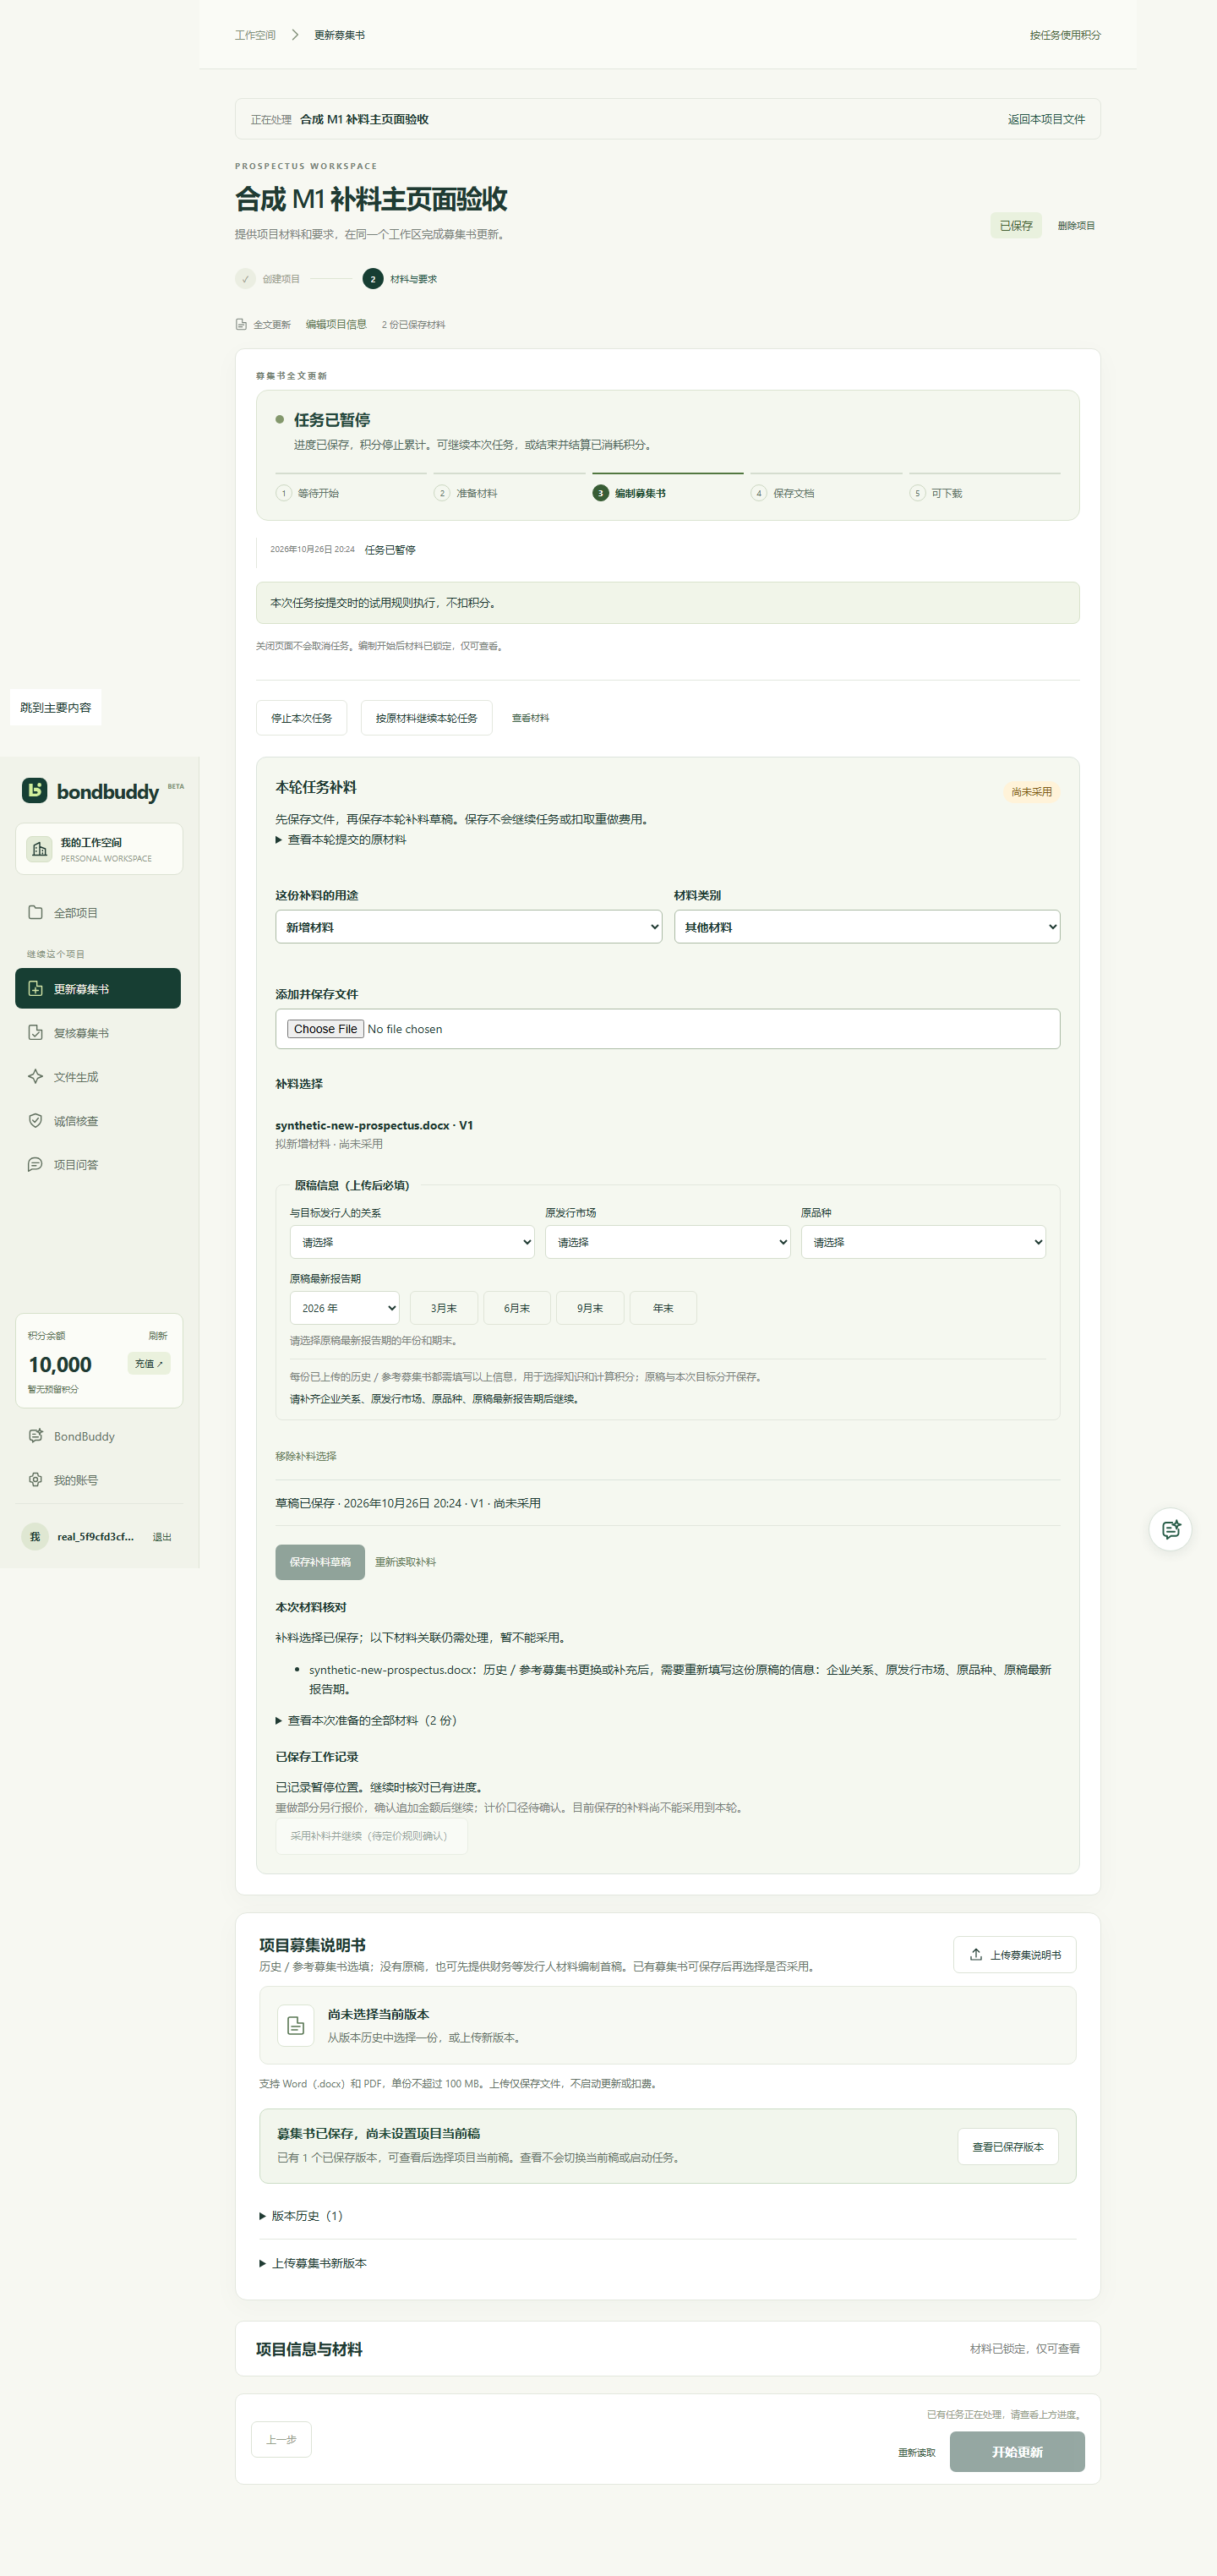 工作空间 > 更新募集书
按任务使用积分
正在处理 合成 M1 补料主页面验收
返回本项目文件
PROSPECTUS WORKSPACE
合成 M1 补料主页面验收
提供项目材料和要求，在同一个工作区完成募集书更新。
已保存
删除项目
✓ 创建项目
2 材料与要求
全文更新 编辑项目信息 2 份已保存材料
募集书全文更新
任务已暂停
进度已保存，积分停止累计。可继续本次任务，或结束并结算已消耗积分。
1 等待开始
2 准备材料
3 编制募集书
4 保存文档
5 可下载
2026年10月26日 20:24 任务已暂停
本次任务按提交时的试用规则执行，不扣积分。
关闭页面不会取消任务。编制开始后材料已锁定，仅可查看。
停止本次任务
按原材料继续本轮任务
查看材料
跳到主要内容
bondbuddy BETA
我的工作空间
PERSONAL WORKSPACE
全部项目
继续这个项目
更新募集书
复核募集书
文件生成
诚信核查
项目问答
积分余额
刷新
10,000
充值 ↗
暂无预留积分
BondBuddy
我的账号
我 real_5f9cfd3cf... 退出
本轮任务补料
尚未采用
先保存文件，再保存本轮补料草稿。保存不会继续任务或扣取重做费用。
▶ 查看本轮提交的原材料
这份补料的用途
新增材料
材料类别
其他材料
添加并保存文件
Choose File No file chosen
补料选择
synthetic-new-prospectus.docx · V1
拟新增材料 · 尚未采用
原稿信息（上传后必填）
与目标发行人的关系
请选择
原发行市场
请选择
原品种
请选择
原稿最新报告期
2026 年
3月末
6月末
9月末
年末
请选择原稿最新报告期的年份和期末。
每份已上传的历史 / 参考募集书都需填写以上信息，用于选择知识和计算积分；原稿与本次目标分开保存。
请补齐企业关系、原发行市场、原品种、原稿最新报告期后继续。
移除补料选择
草稿已保存 · 2026年10月26日 20:24 · V1 · 尚未采用
保存补料草稿
重新读取补料
本次材料核对
补料选择已保存；以下材料关联仍需处理，暂不能采用。
• synthetic-new-prospectus.docx：历史 / 参考募集书更换或补充后，需要重新填写这份原稿的信息：企业关系、原发行市场、原品种、原稿最新
报告期。
▶ 查看本次准备的全部材料（2 份）
已保存工作记录
已记录暂停位置。继续时核对已有进度。
重做部分另行报价，确认追加金额后继续；计价口径待确认。目前保存的补料尚不能采用到本轮。
采用补料并继续（待定价规则确认）
项目募集说明书
历史 / 参考募集书选填；没有原稿，也可先提供财务等发行人材料编制首稿。已有募集书可保存后再选择是否采用。
上传募集说明书
尚未选择当前版本
从版本历史中选择一份，或上传新版本。
支持 Word（.docx）和 PDF，单份不超过 100 MB。上传仅保存文件，不启动更新或扣费。
募集书已保存，尚未设置项目当前稿
已有 1 个已保存版本，可查看后选择项目当前稿。查看不会切换当前稿或启动任务。
查看已保存版本
▶ 版本历史（1）
▶ 上传募集书新版本
项目信息与材料
材料已锁定，仅可查看
上一步
已有任务正在处理，请查看上方进度。
重新读取
开始更新